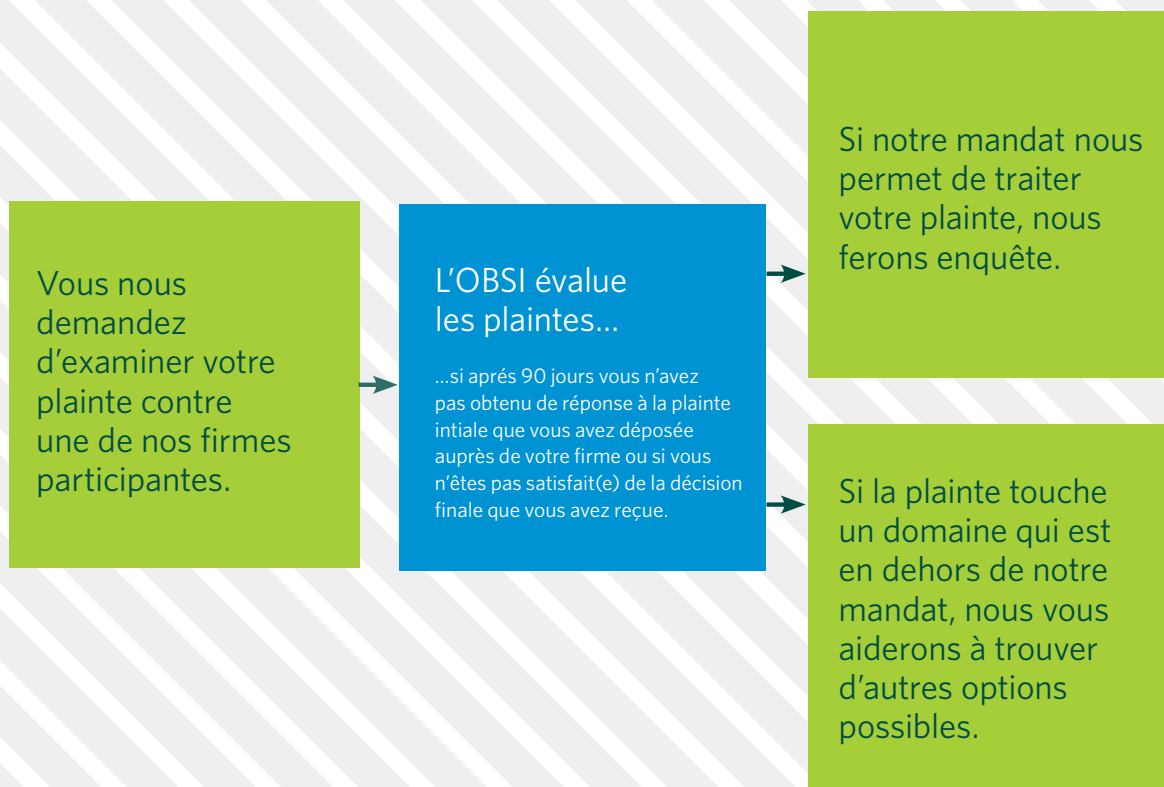 Vous nous
demandez
d'examiner votre
plainte contre
une de nos firmes
participantes.
L'OBSI évalue
les plaintes...
...si aprés 90 jours vous n'avez
pas obtenu de réponse à la plainte
intiale que vous avez déposée
auprès de votre firme ou si vous
n'êtes pas satisfait(e) de la décision
finale que vous avez reçue.
Si notre mandat nous
permet de traiter
votre plainte, nous
ferons enquête.
Si la plainte touche
un domaine qui est
en dehors de notre
mandat, nous vous
aiderons à trouver
d'autres options
possibles.